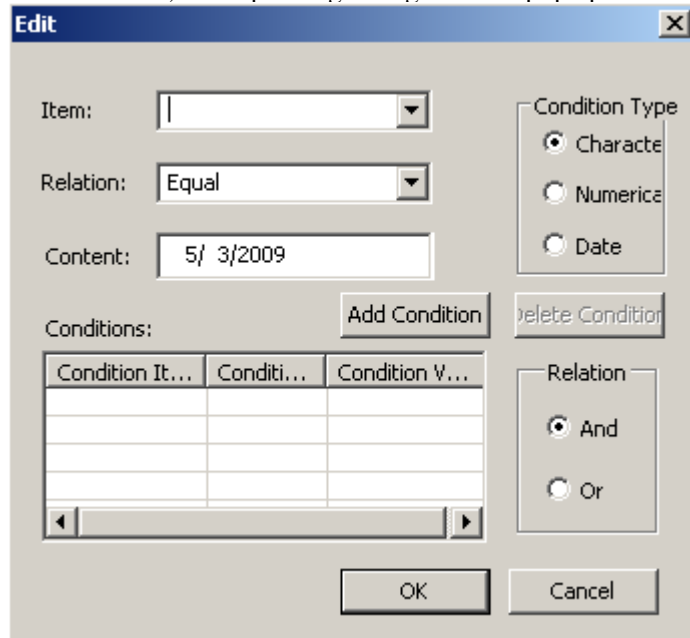 Edit
Item:
Condition Type
Characte
Relation: Equal
Numerica
Content: 5/ 3/2009
Date
Add Condition
elete Condition
Conditions:
Condition It... Conditi... Condition V...
Relation
And
Or
OK Cancel